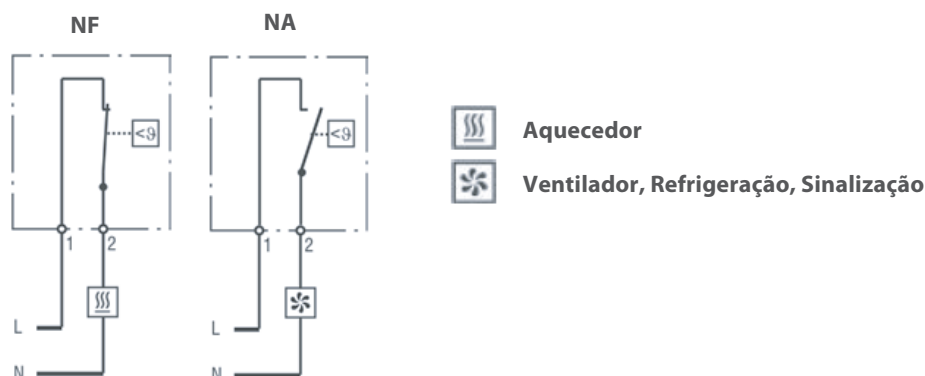 NF NA
<ϑ <ϑ
Aquecedor
Ventilador, Refrigeração, Sinalização
1 2 1 2
L L
N N